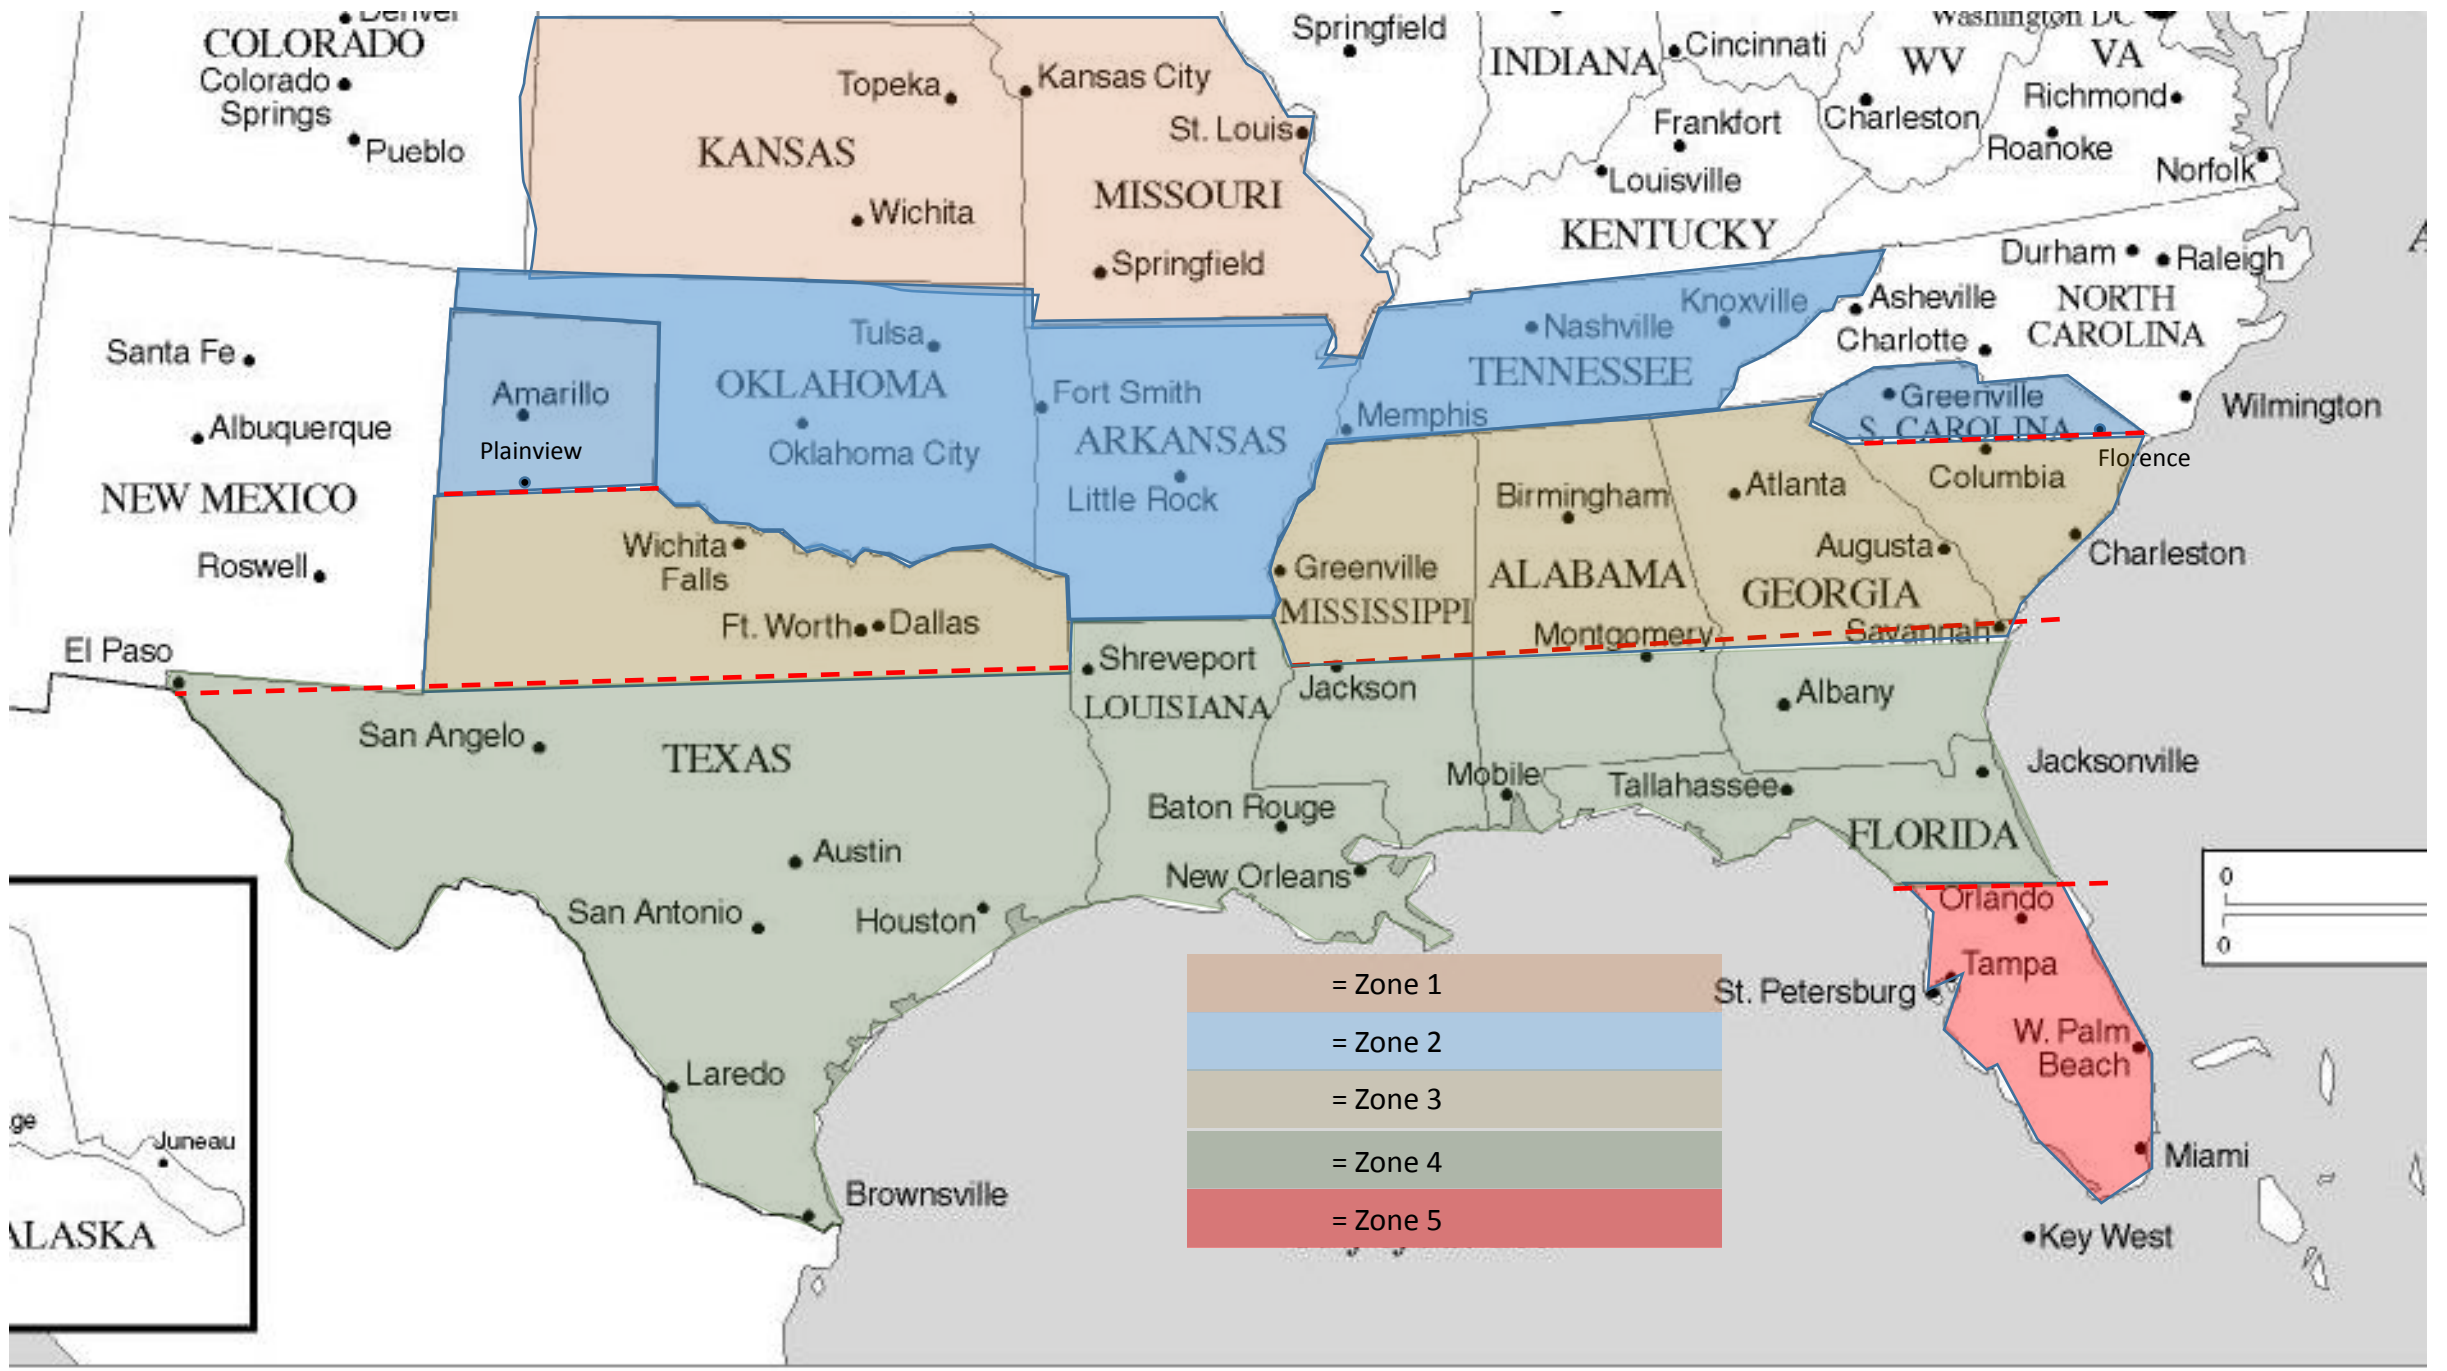 Denver
COLORADO
Colorado
Springs
Pueblo
Topeka
Kansas City
KANSAS
St. Louis
MISSOURI
Wichita
Springfield
Springfield
INDIANA
Cincinnati
Washington DC
WV
VA
Richmond
Frankfort
Charleston
Roanoke
Norfolk
Louisville
KENTUCKY
Durham
Raleigh
Knoxville
Asheville
NORTH
CAROLINA
Nashville
Charlotte
TENNESSEE
Tulsa
Santa Fe
OKLAHOMA
Amarillo
Fort Smith
Greenville
Wilmington
Memphis
S. CAROLINA
Albuquerque
Plainview
Oklahoma City
ARKANSAS
Florence
Columbia
NEW MEXICO
Little Rock
Birmingham
Atlanta
Wichita
Falls
Augusta
Charleston
Roswell
Greenville
ALABAMA
GEORGIA
MISSISSIPPI
Ft. Worth
Dallas
Montgomery
Savannah
El Paso
Shreveport
Jackson
Albany
LOUISIANA
San Angelo
TEXAS
Mobile
Tallahassee
Jacksonville
Baton Rouge
FLORIDA
Austin
New Orleans
0
0
San Antonio
Houston
Orlando
Tampa
St. Petersburg
= Zone 1
= Zone 2
= Zone 3
= Zone 4
= Zone 5
W. Palm
Beach
Laredo
ge
Juneau
Miami
Brownsville
ALASKA
Key West